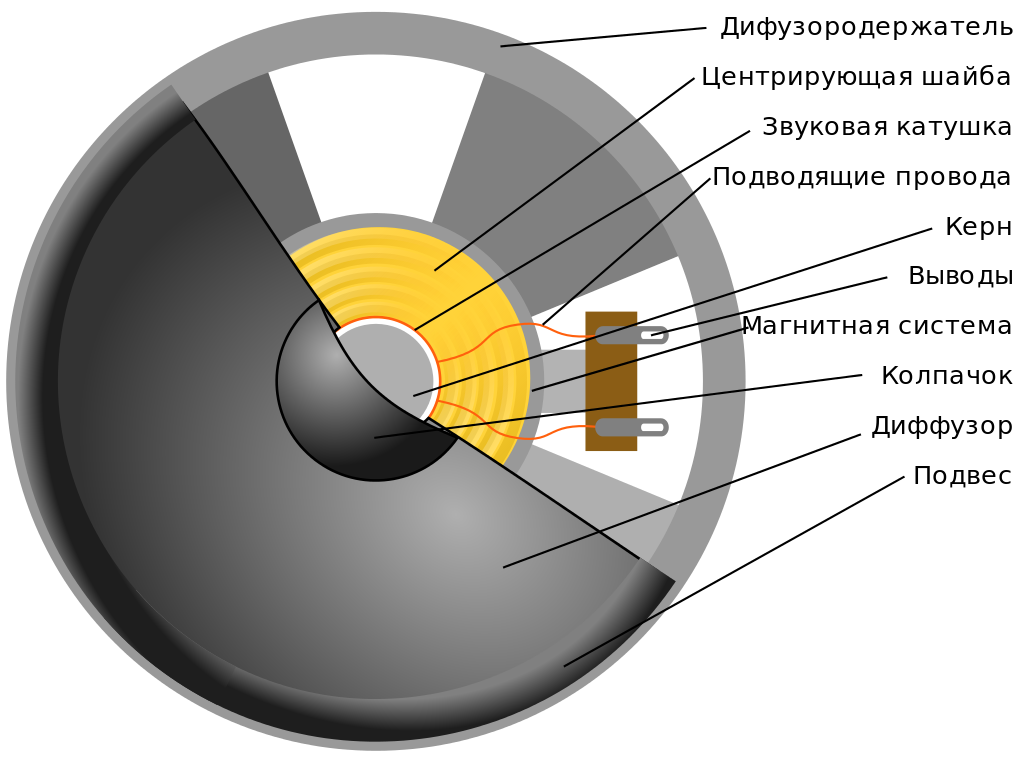 Дифузородержатель
Центрирующая шайба
Звуковая катушка
Подводящие провода
Керн
Выводы
Магнитная система
Колпачок
Диффузор
Подвес